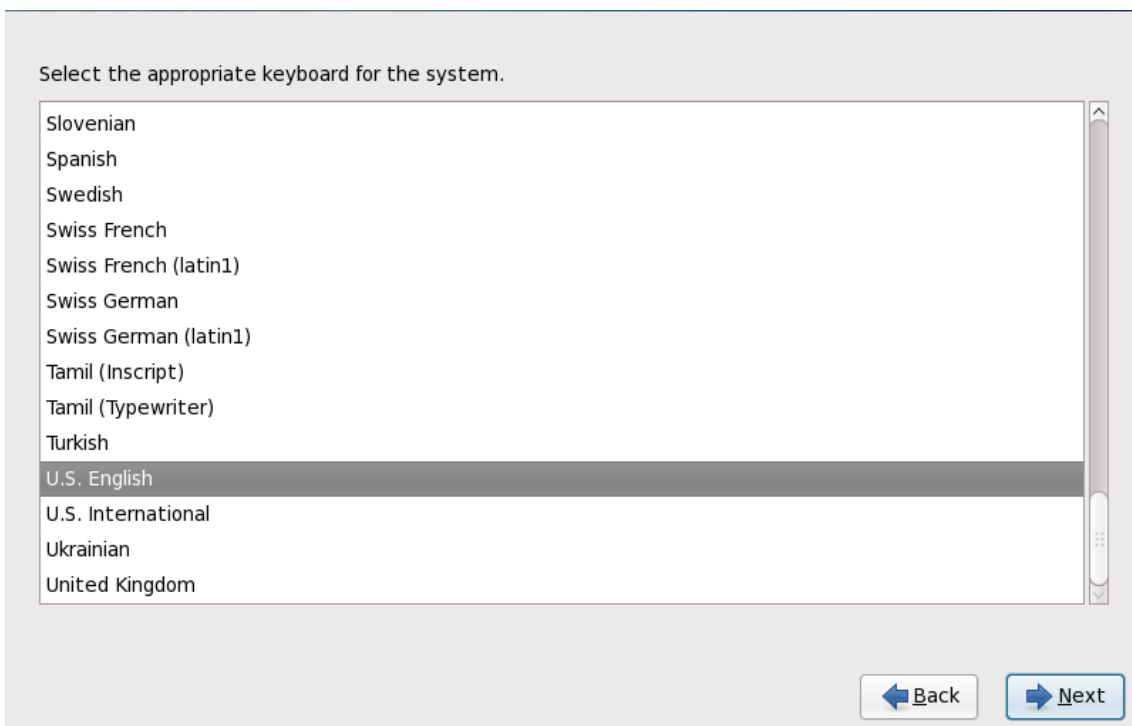 Select the appropriate keyboard for the system.
Slovenian
Spanish
Swedish
Swiss French
Swiss French (latin1)
Swiss German
Swiss German (latin1)
Tamil (Inscript)
Tamil (Typewriter)
Turkish
U.S. English
U.S. International
Ukrainian
United Kingdom
Back
Next